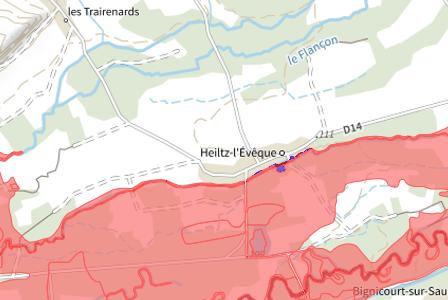 les Trairenards
le Flançon
D14
Heiltz-l'Évêque
Bignicourt-sur-Sau